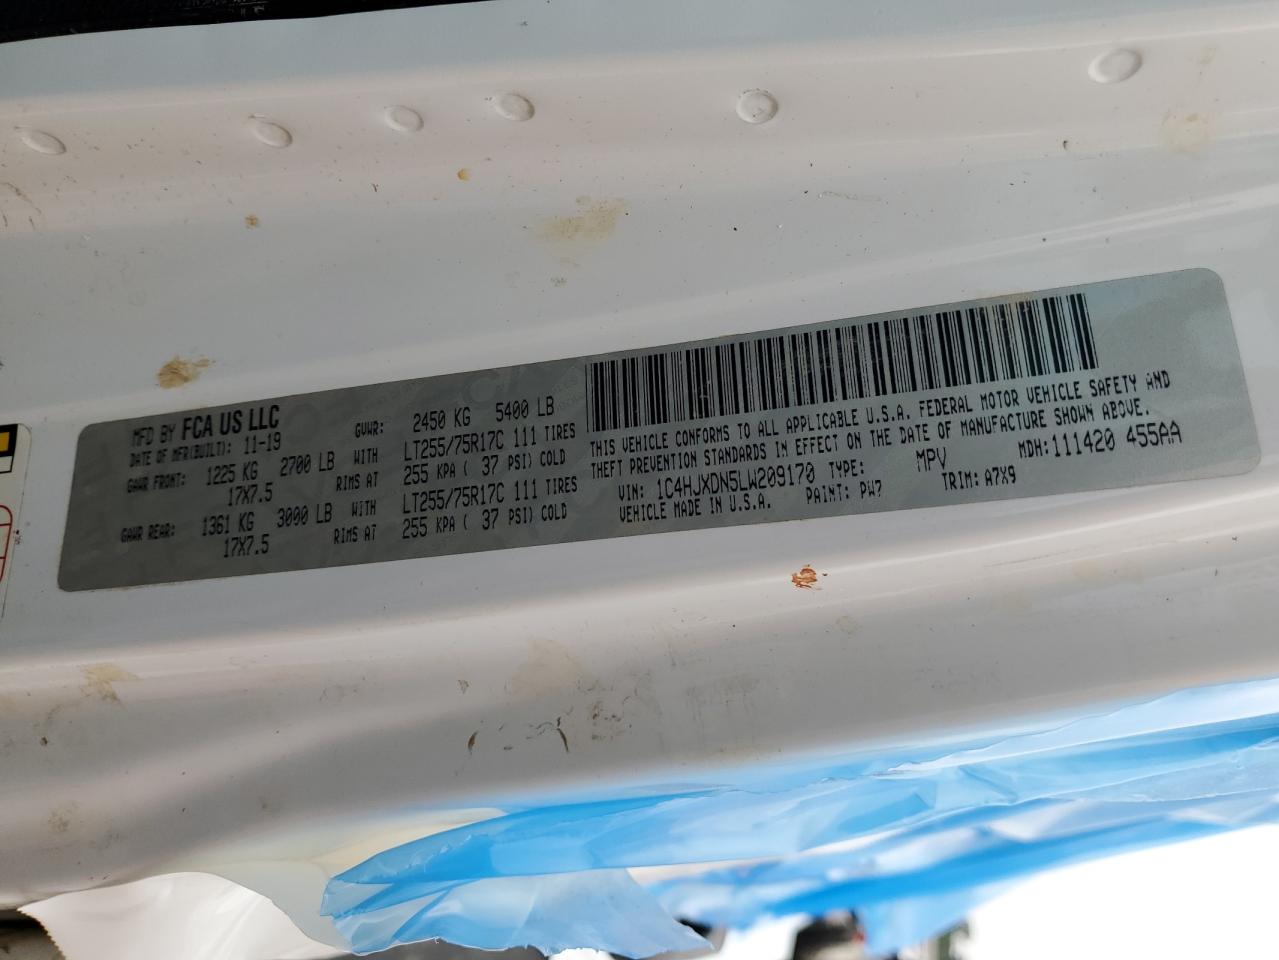 MFD BY FCA US LLC
DATE OF MFR(BUILT): 11-19 GVWR: 2450 KG 5400 LB
GAWR FRONT: 1225 KG 2700 LB WITH LT255/75R17C 111 TIRES
17X7.5 RIMS AT 255 KPA ( 37 PSI) COLD
GAWR REAR: 1361 KG 3000 LB WITH LT255/75R17C 111 TIRES
17X7.5 RIMS AT 255 KPA ( 37 PSI) COLD
THIS VEHICLE CONFORMS TO ALL APPLICABLE U.S.A. FEDERAL MOTOR VEHICLE SAFETY AND
THEFT PREVENTION STANDARDS IN EFFECT ON THE DATE OF MANUFACTURE SHOWN ABOVE.
VIN: 1C4HJXDN5LW209170 TYPE: MPV MDH:111420 455AA
VEHICLE MADE IN U.S.A. PAINT: PW7 TRIM: A7X9